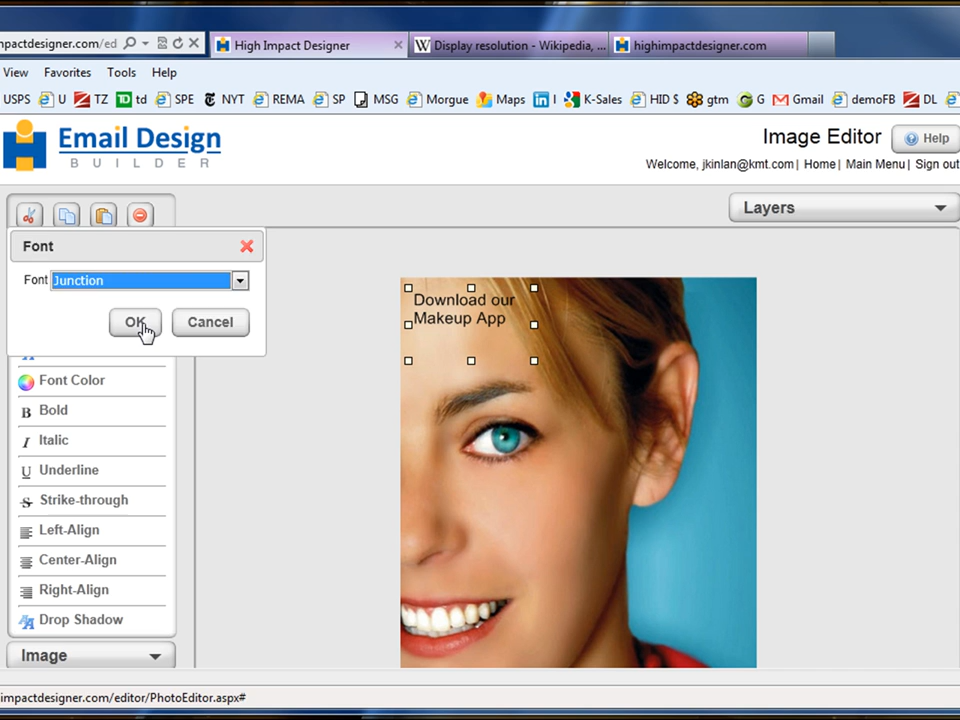 npactdesigner.com/ed
High Impact Designer
Display resolution - Wikipedia, ...
highimpactdesigner.com
View Favorites Tools Help
USPS U TZ td SPE NYT REMA SP MSG Morgue Maps I K-Sales HID $ gtm G Gmail demoFB DL
Email Design
BUILDER
Image Editor
Help
Welcome, jkinlan@kmt.com | Home | Main Menu | Sign out
Layers
Font
Font Junction
OK Cancel
Download our
Makeup App
Font Color
B Bold
I Italic
U Underline
S Strike-through
Left-Align
Center-Align
Right-Align
Drop Shadow
Image
impactdesigner.com/editor/PhotoEditor.aspx#